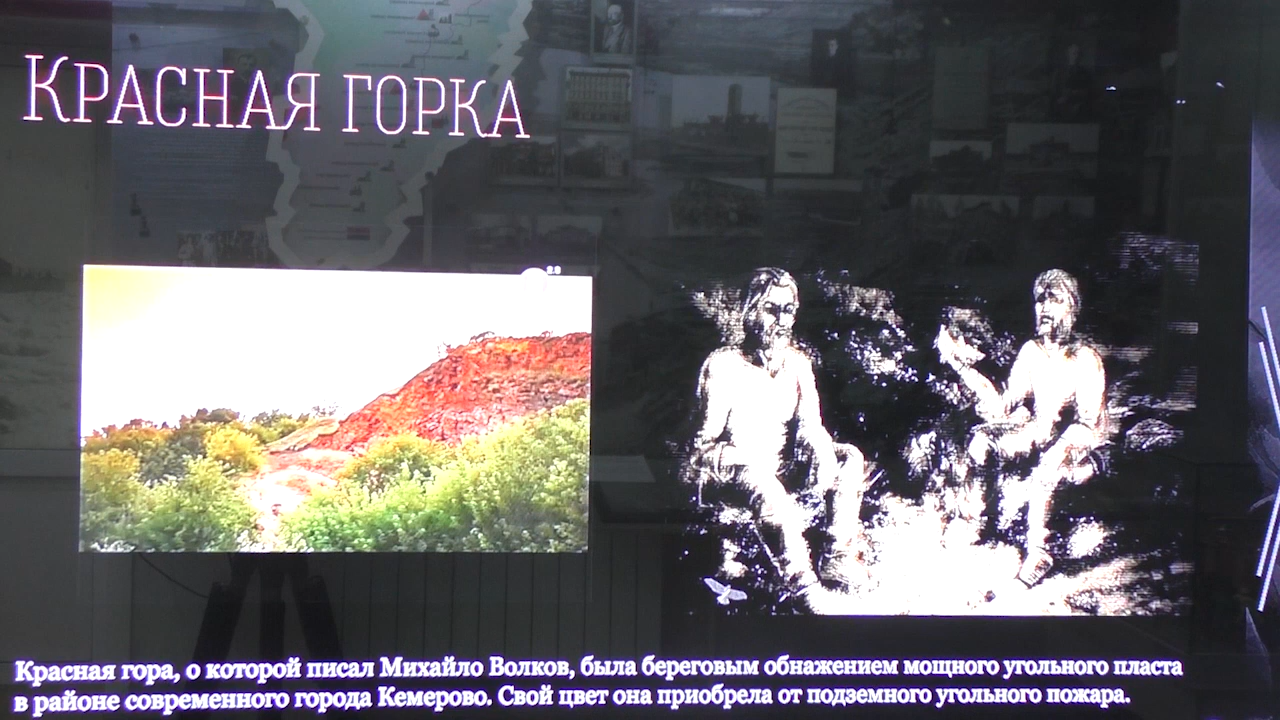 Красная горка
Красная гора, о которой писал Михайло Волков, была береговым обнажением мощного угольного пласта
в районе современного города Кемерово. Свой цвет она приобрела от подземного угольного пожара.